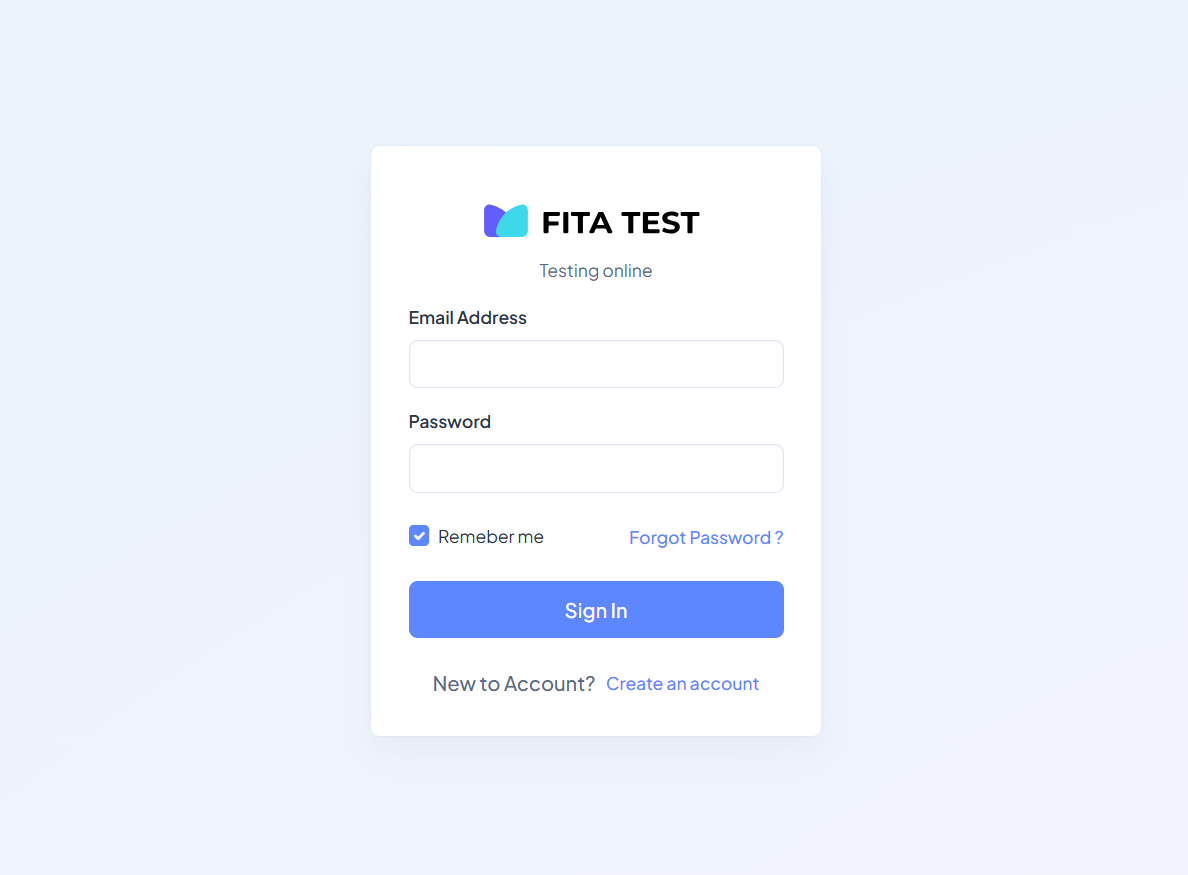 FITA TEST
Testing online
Email Address
Password
Remeber me Forgot Password ?
Sign In
New to Account? Create an account